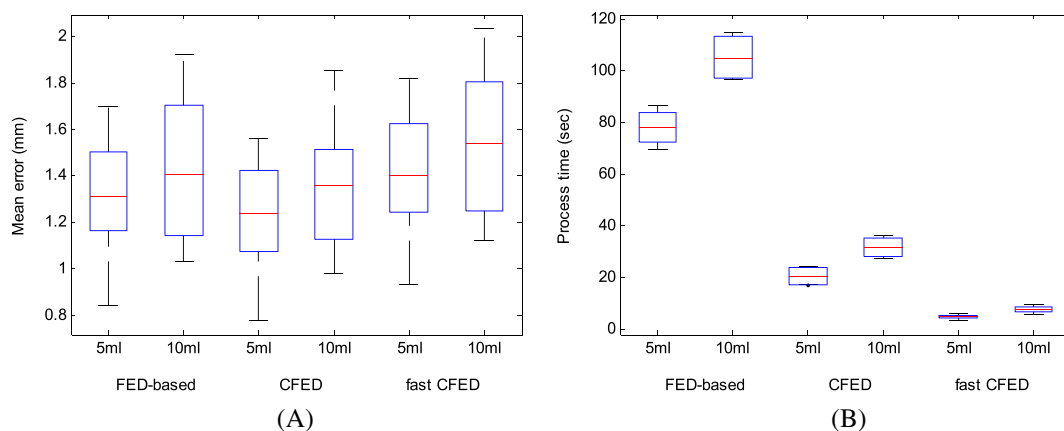 Mean error (mm)
2
1.8
1.6
1.4
1.2
1
0.8
5ml 10ml 5ml 10ml 5ml 10ml
FED-based CFED fast CFED
(A)
Process time (sec)
120
100
80
60
40
20
0
5ml 10ml 5ml 10ml 5ml 10ml
FED-based CFED fast CFED
(B)